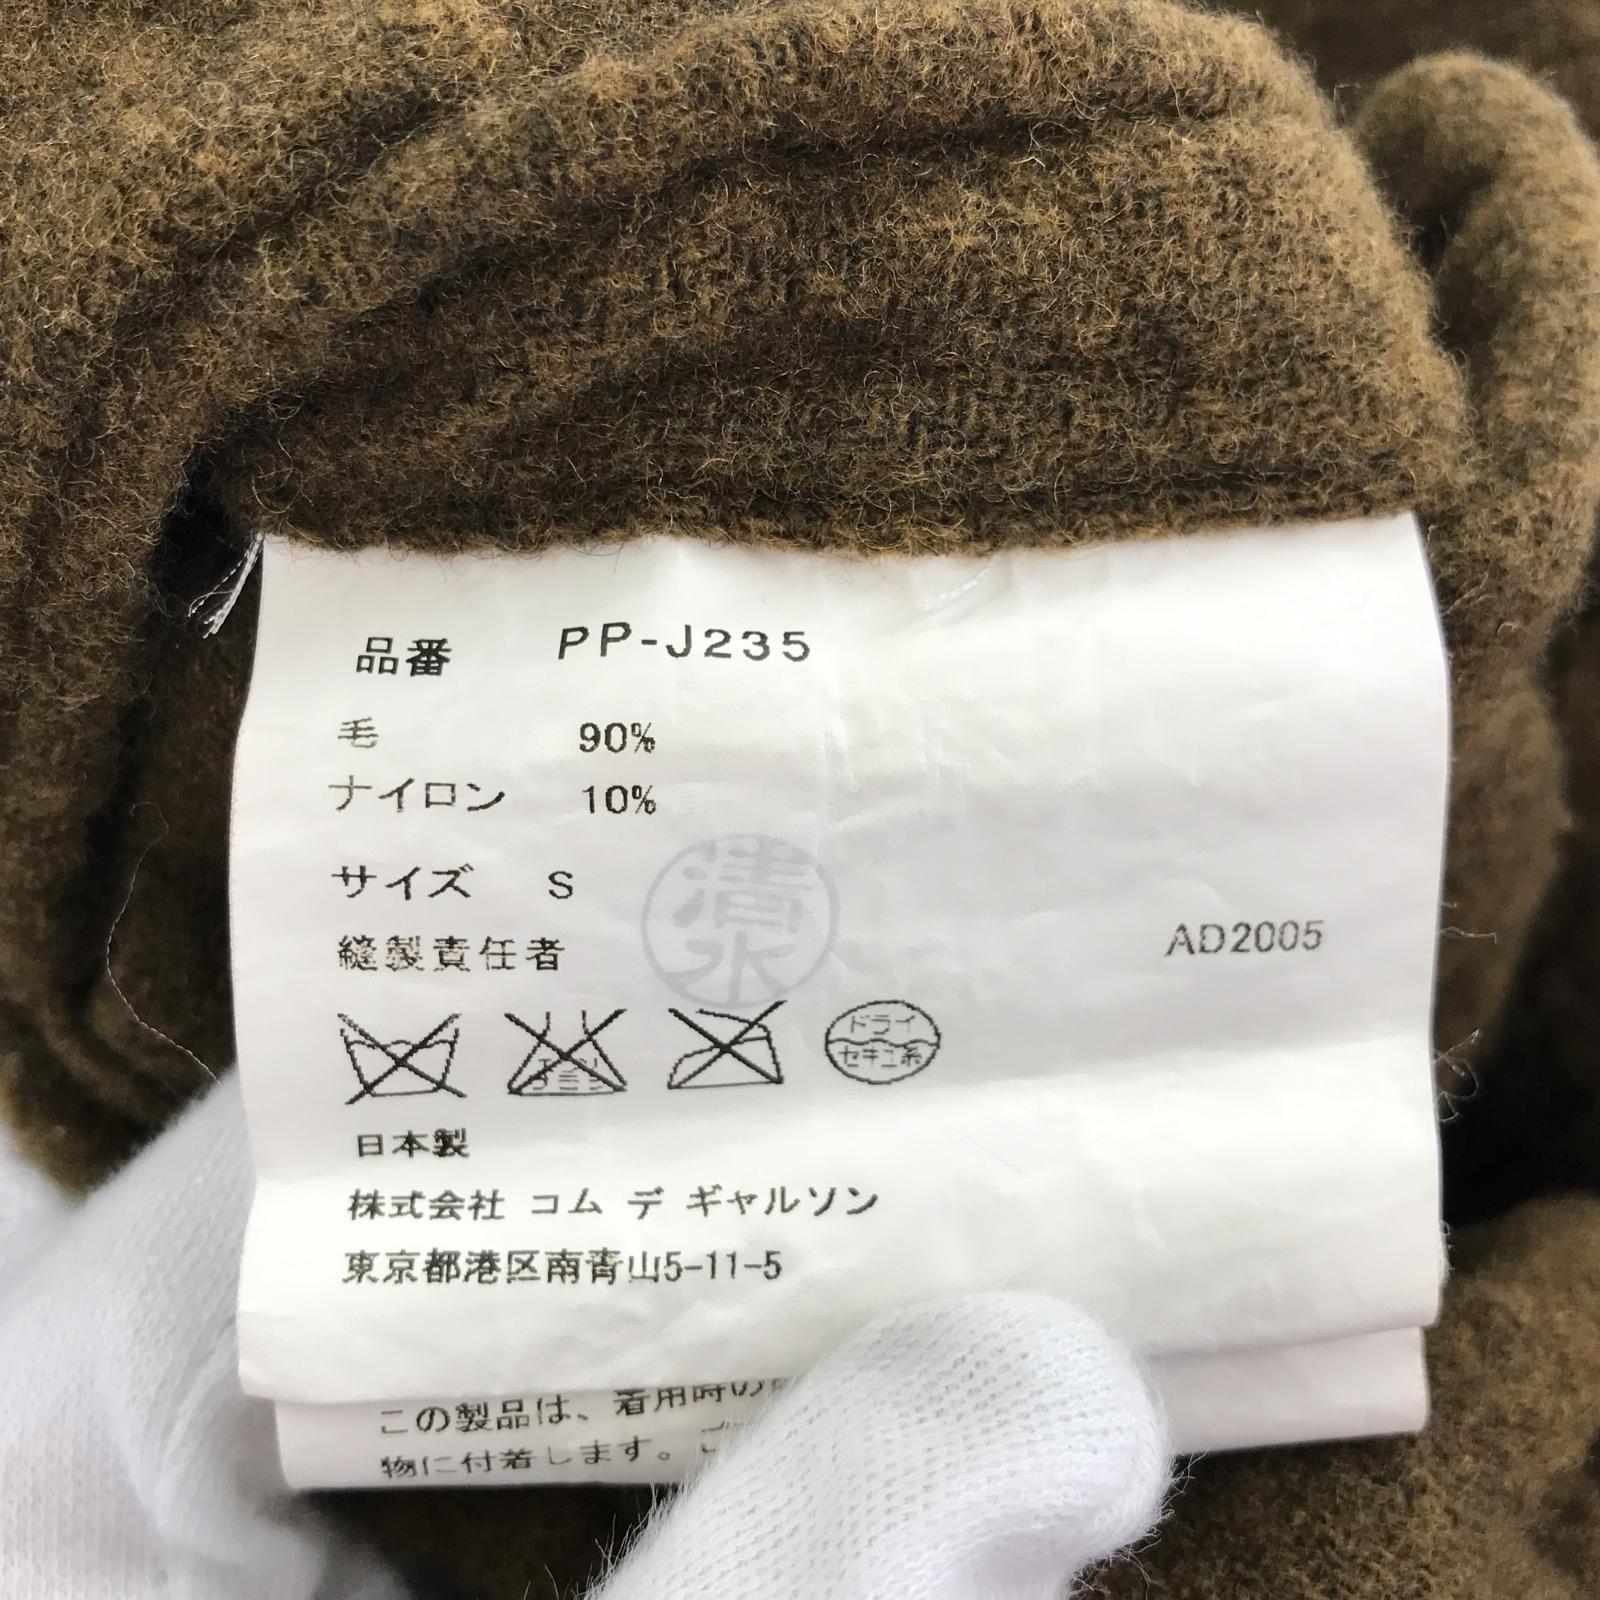 品番 PP-J235
毛 90%
ナイロン 10%
サイズ S
清水
縫製責任者
AD2005
ドライ
セキユ系
日本製
株式会社 コム デ ギャルソン
東京都港区南青山5-11-5
この製品は、着用時の
物に付着します。